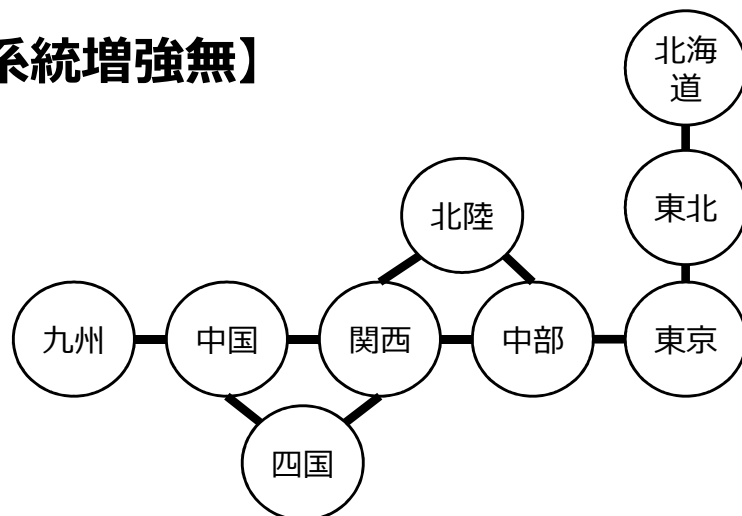 系統増強無】
北海
道
東北
北陸
九州
中国
関西
中部
東京
四国